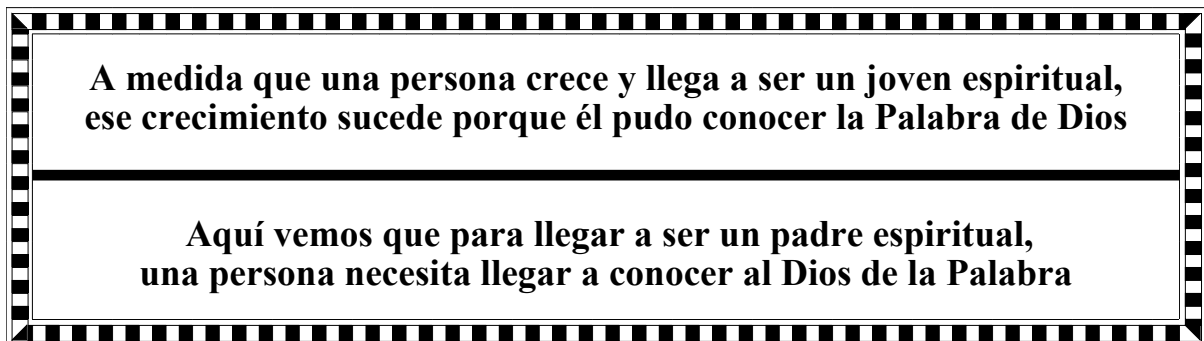 A medida que una persona crece y llega a ser un joven espiritual,
ese crecimiento sucede porque él pudo conocer la Palabra de Dios
Aquí vemos que para llegar a ser un padre espiritual,
una persona necesita llegar a conocer al Dios de la Palabra